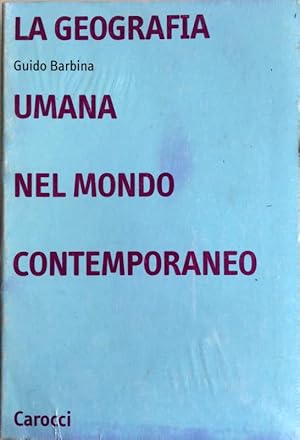 LA GEOGRAFIA
Guido Barbina
UMANA
NEL MONDO
CONTEMPORANEO
Carocci